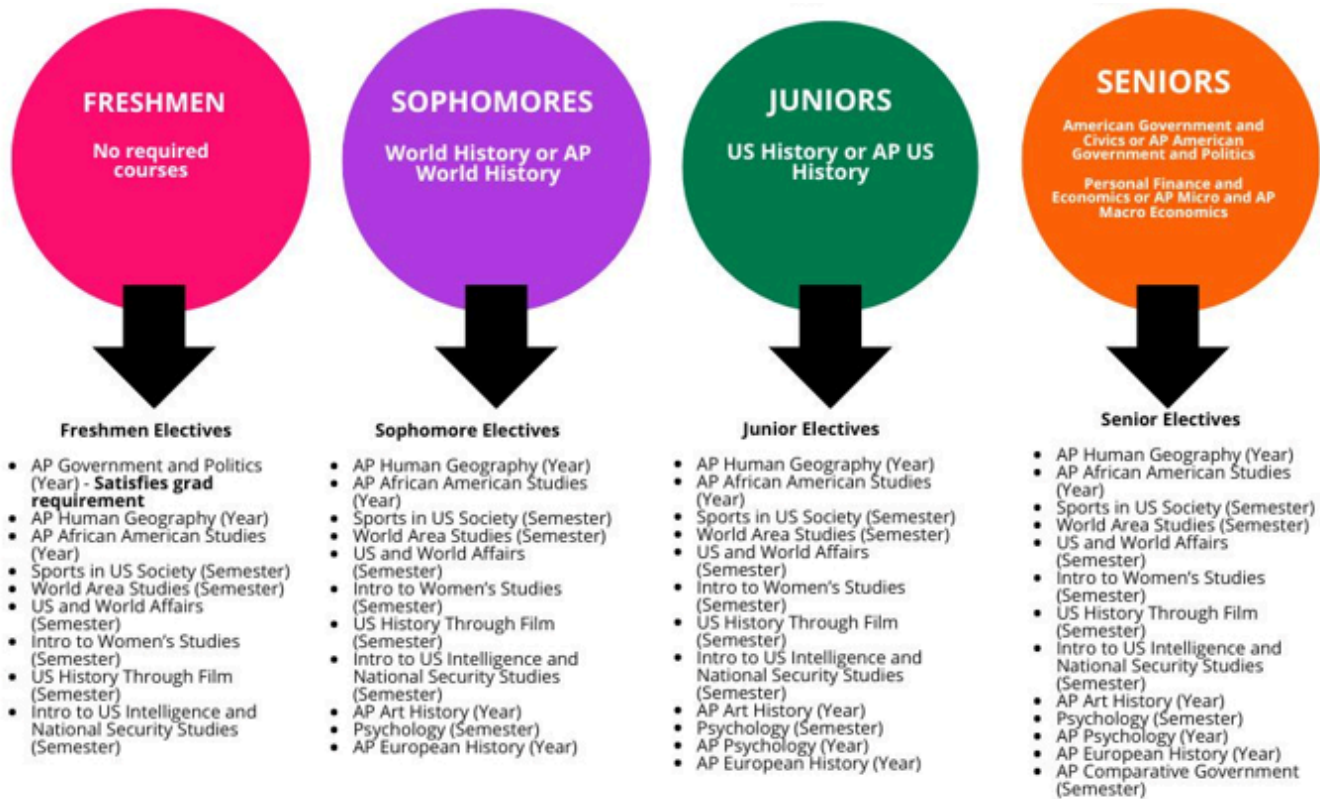 FRESHMEN
No required
courses
Freshmen Electives
• AP Government and Politics
(Year) - Satisfies grad
requirement
• AP Human Geography (Year)
• AP African American Studies
(Year)
• Sports in US Society (Semester)
• World Area Studies (Semester)
• US and World Affairs
(Semester)
• Intro to Women's Studies
(Semester)
• US History Through Film
(Semester)
• Intro to US Intelligence and
National Security Studies
(Semester)
SOPHOMORES
World History or AP
World History
Sophomore Electives
• AP Human Geography (Year)
• AP African American Studies
(Year)
• Sports in US Society (Semester)
• World Area Studies (Semester)
• US and World Affairs
(Semester)
• Intro to Women's Studies
(Semester)
• US History Through Film
(Semester)
• Intro to US Intelligence and
National Security Studies
(Semester)
• AP Art History (Year)
• Psychology (Semester)
• AP European History (Year)
JUNIORS
US History or AP US
History
Junior Electives
• AP Human Geography (Year)
• AP African American Studies
(Year)
• Sports in US Society (Semester)
• World Area Studies (Semester)
• US and World Affairs
(Semester)
• Intro to Women's Studies
(Semester)
• US History Through Film
(Semester)
• Intro to US Intelligence and
National Security Studies
(Semester)
• AP Art History (Year)
• Psychology (Semester)
• AP Psychology (Year)
• AP European History (Year)
SENIORS
American Government and
Civics or AP American
Government and Politics
Personal Finance and
Economics or AP Micro and AP
Macro Economics
Senior Electives
• AP Human Geography (Year)
• AP African American Studies
(Year)
• Sports in US Society (Semester)
• World Area Studies (Semester)
• US and World Affairs
(Semester)
• Intro to Women's Studies
(Semester)
• US History Through Film
(Semester)
• Intro to US Intelligence and
National Security Studies
(Semester)
• AP Art History (Year)
• Psychology (Semester)
• AP Psychology (Year)
• AP European History (Year)
• AP Comparative Government
(Semester)